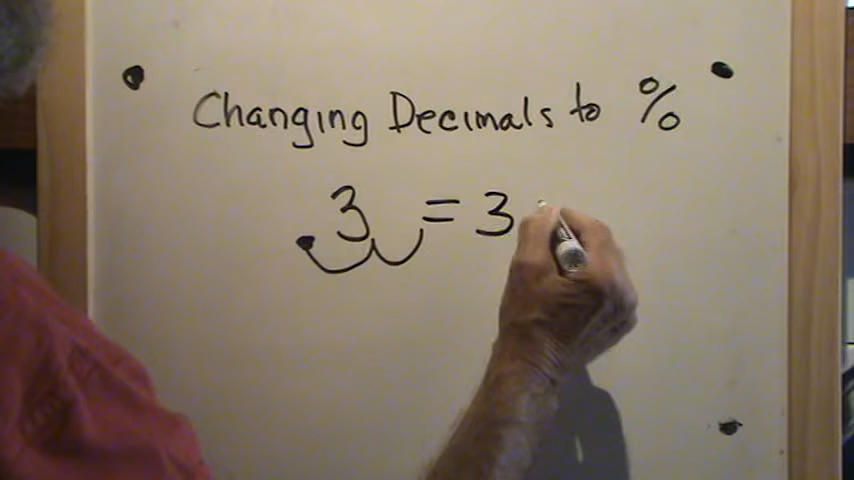 Changing Decimals to %
.3 = 3